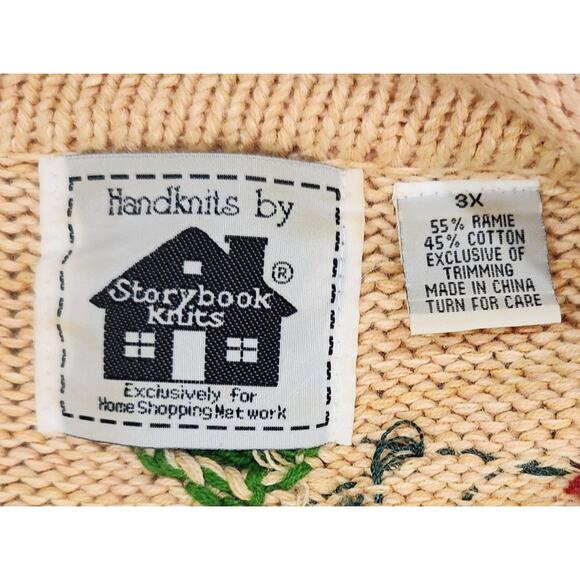 Handknits by
®
Storybook
Knits
Exclusively for
Home Shopping Network
3X
55% RAMIE
45% COTTON
EXCLUSIVE OF
TRIMMING
MADE IN CHINA
TURN FOR CARE